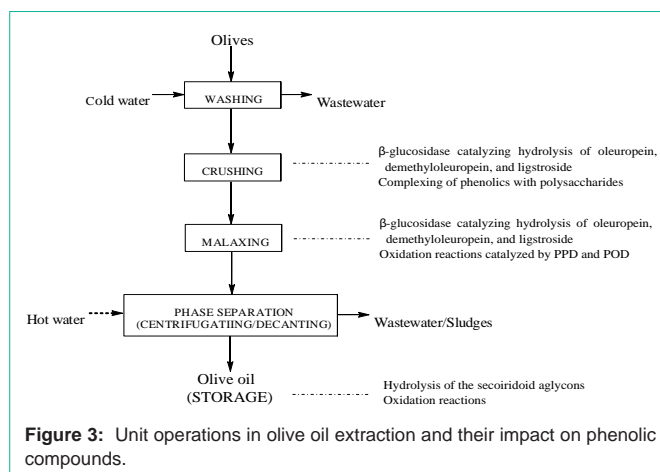 Olives
Cold water
WASHING
Wastewater
CRUSHING
β-glucosidase catalyzing hydrolysis of oleuropein,
demethyloleuropein, and ligstroside
Complexing of phenolics with polysaccharides
MALAXING
β-glucosidase catalyzing hydrolysis of oleuropein,
demethyloleuropein, and ligstroside
Oxidation reactions catalyzed by PPD and POD
Hot water
PHASE SEPARATION
(CENTRIFUGATIING/DECANTING)
Wastewater/Sludges
Olive oil
(STORAGE)
Hydrolysis of the secoiridoid aglycons
Oxidation reactions
Figure 3: Unit operations in olive oil extraction and their impact on phenolic
compounds.